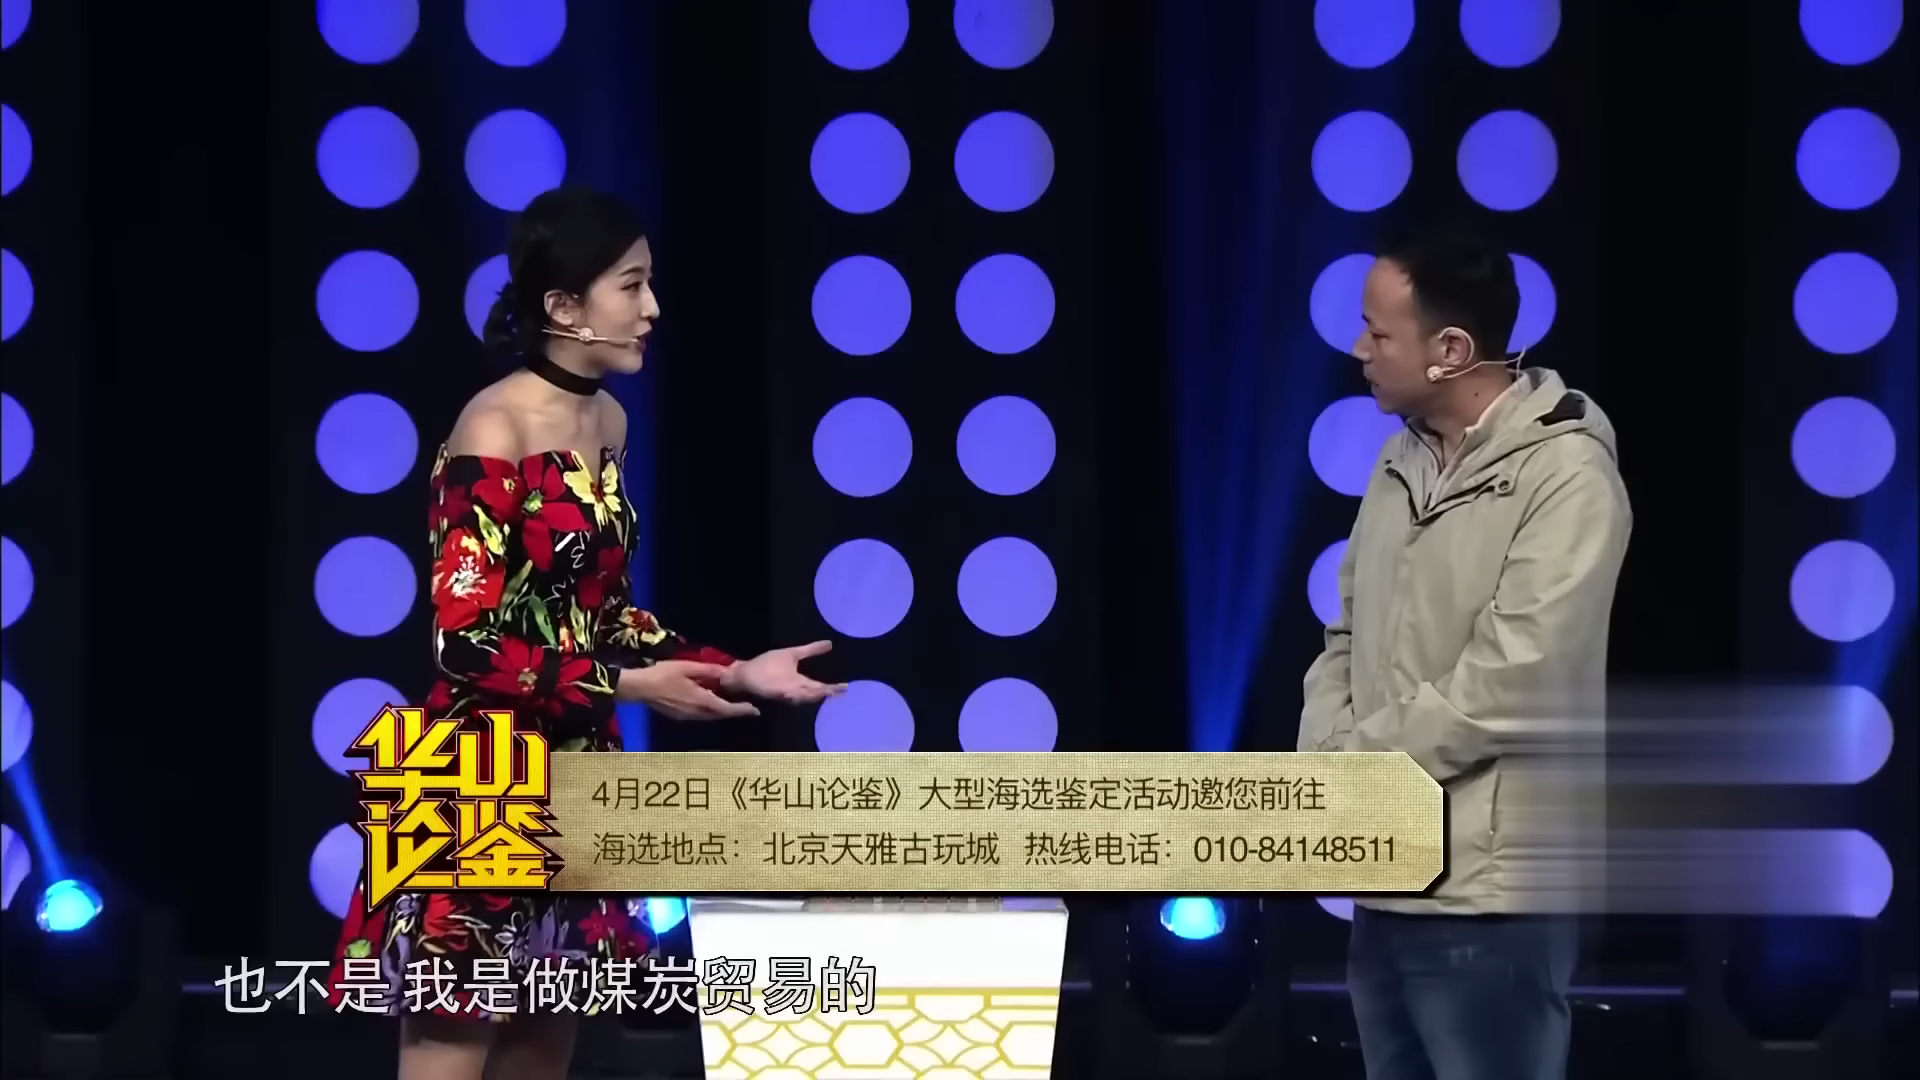 华山
论鉴
4月22日《华山论鉴》大型海选鉴定活动邀您前往
海选地点：北京天雅古玩城 热线电话：010-84148511
也不是 我是做煤炭贸易的